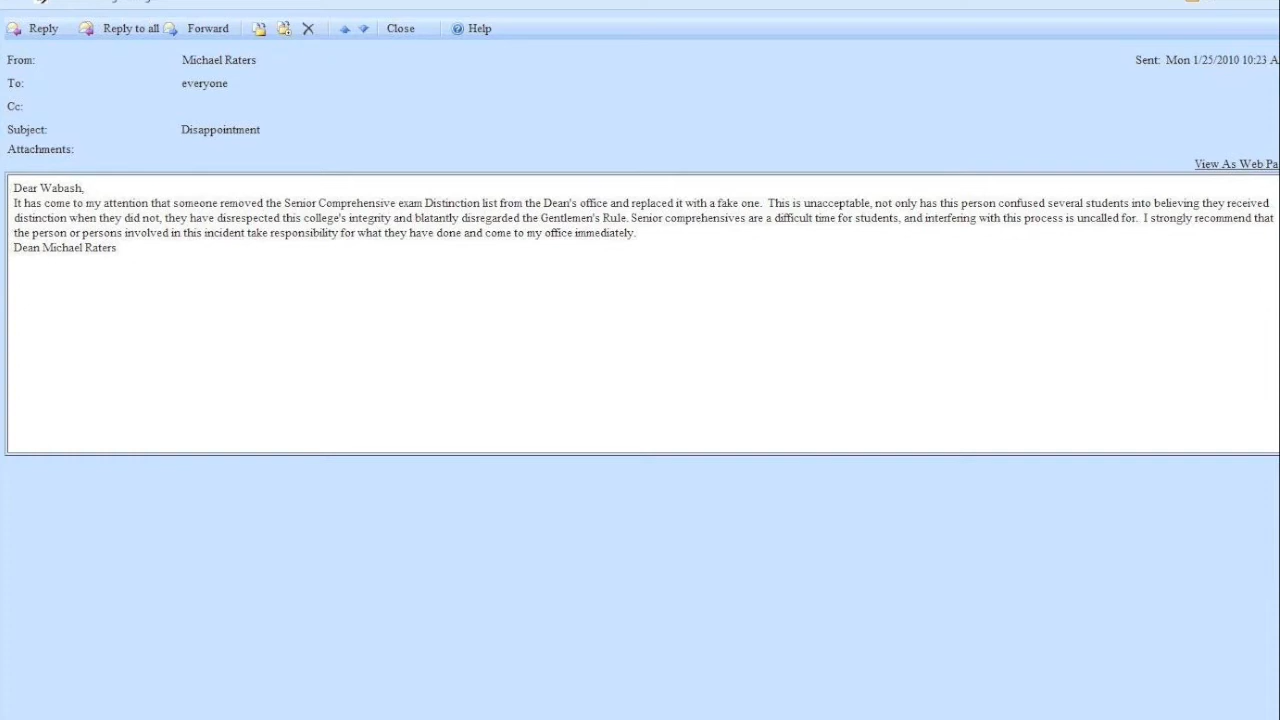 Reply Reply to all Forward Close Help
From: Michael Raters Sent: Mon 1/25/2010 10:23 A
To: everyone
Cc:
Subject: Disappointment
Attachments:
View As Web Pa
Dear Wabash,
It has come to my attention that someone removed the Senior Comprehensive exam Distinction list from the Dean's office and replaced it with a fake one. This is unacceptable, not only has this person confused several students into believing they received
distinction when they did not, they have disrespected this college's integrity and blatantly disregarded the Gentlemen's Rule. Senior comprehensives are a difficult time for students, and interfering with this process is uncalled for. I strongly recommend that
the person or persons involved in this incident take responsibility for what they have done and come to my office immediately.
Dean Michael Raters